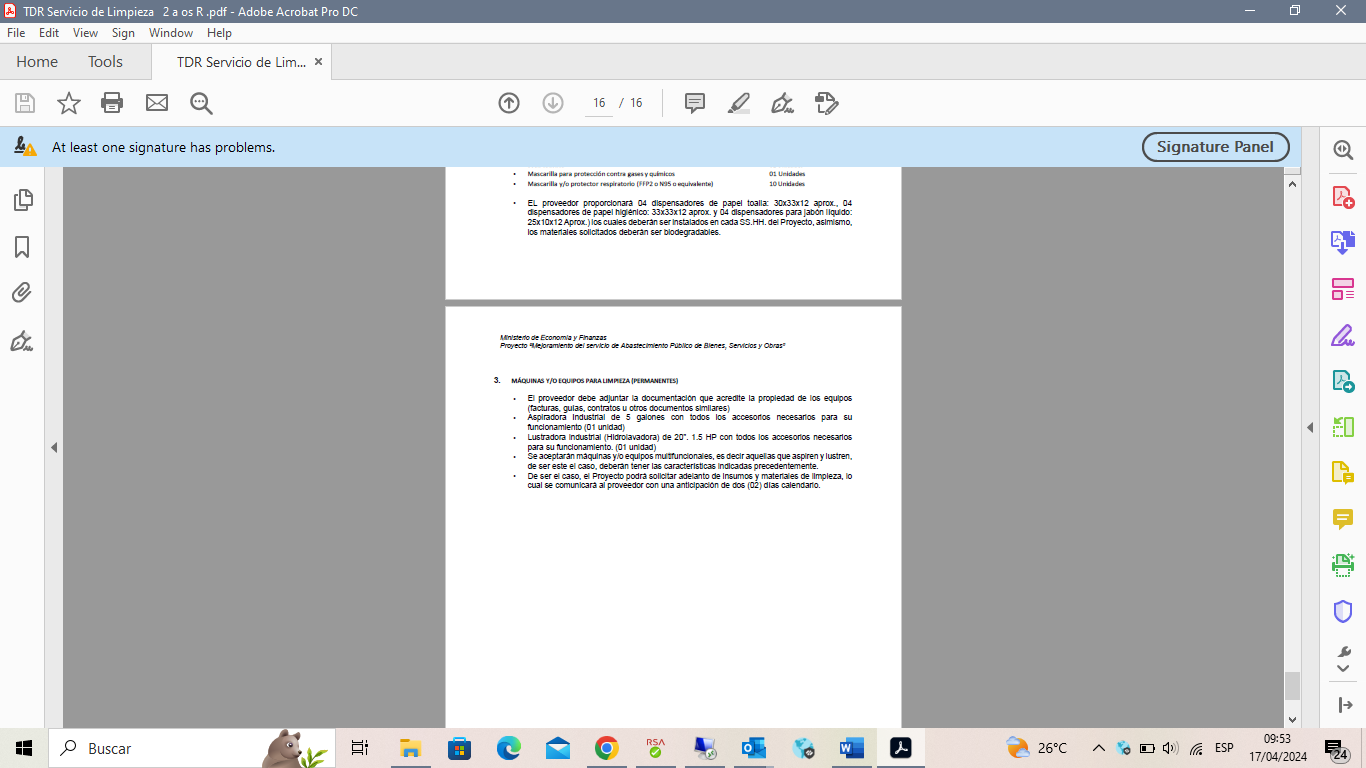 TDR Servicio de Limpieza 2 a os R .pdf - Adobe Acrobat Pro DC
File Edit View Sign Window Help
Home Tools TDR Servicio de Lim... ×
16 / 16
At least one signature has problems.
Signature Panel
• Mascarilla para protección contra gases y químicos 01 Unidades
• Mascarilla y/o protector respiratorio (FFP2 o N95 o equivalente) 10 Unidades
• EL proveedor proporcionará 04 dispensadores de papel toalla: 30x33x12 aprox., 04
dispensadores de papel higiénico: 33x33x12 aprox. y 04 dispensadores para jabón líquido:
25x10x12 Aprox.) los cuales deberán ser instalados en cada SS.HH. del Proyecto, asimismo,
los materiales solicitados deberán ser biodegradables.
Ministerio de Economía y Finanzas
Proyecto "Mejoramiento del servicio de Abastecimiento Público de Bienes, Servicios y Obras"
3. MÁQUINAS Y/O EQUIPOS PARA LIMPIEZA (PERMANENTES)
• El proveedor debe adjuntar la documentación que acredite la propiedad de los equipos
(facturas, guías, contratos u otros documentos similares)
• Aspiradora Industrial de 5 galones con todos los accesorios necesarios para su
funcionamiento (01 unidad)
• Lustradora industrial (Hidrolavadora) de 20". 1.5 HP con todos los accesorios necesarios
para su funcionamiento. (01 unidad)
• Se aceptarán máquinas y/o equipos multifuncionales, es decir aquellas que aspiren y lustren,
de ser este el caso, deberán tener las características indicadas precedentemente.
• De ser el caso, el Proyecto podrá solicitar adelanto de insumos y materiales de limpieza, lo
cual se comunicará al proveedor con una anticipación de dos (02) días calendario.
Buscar
RSA
26°C
ESP
09:53
17/04/2024
24